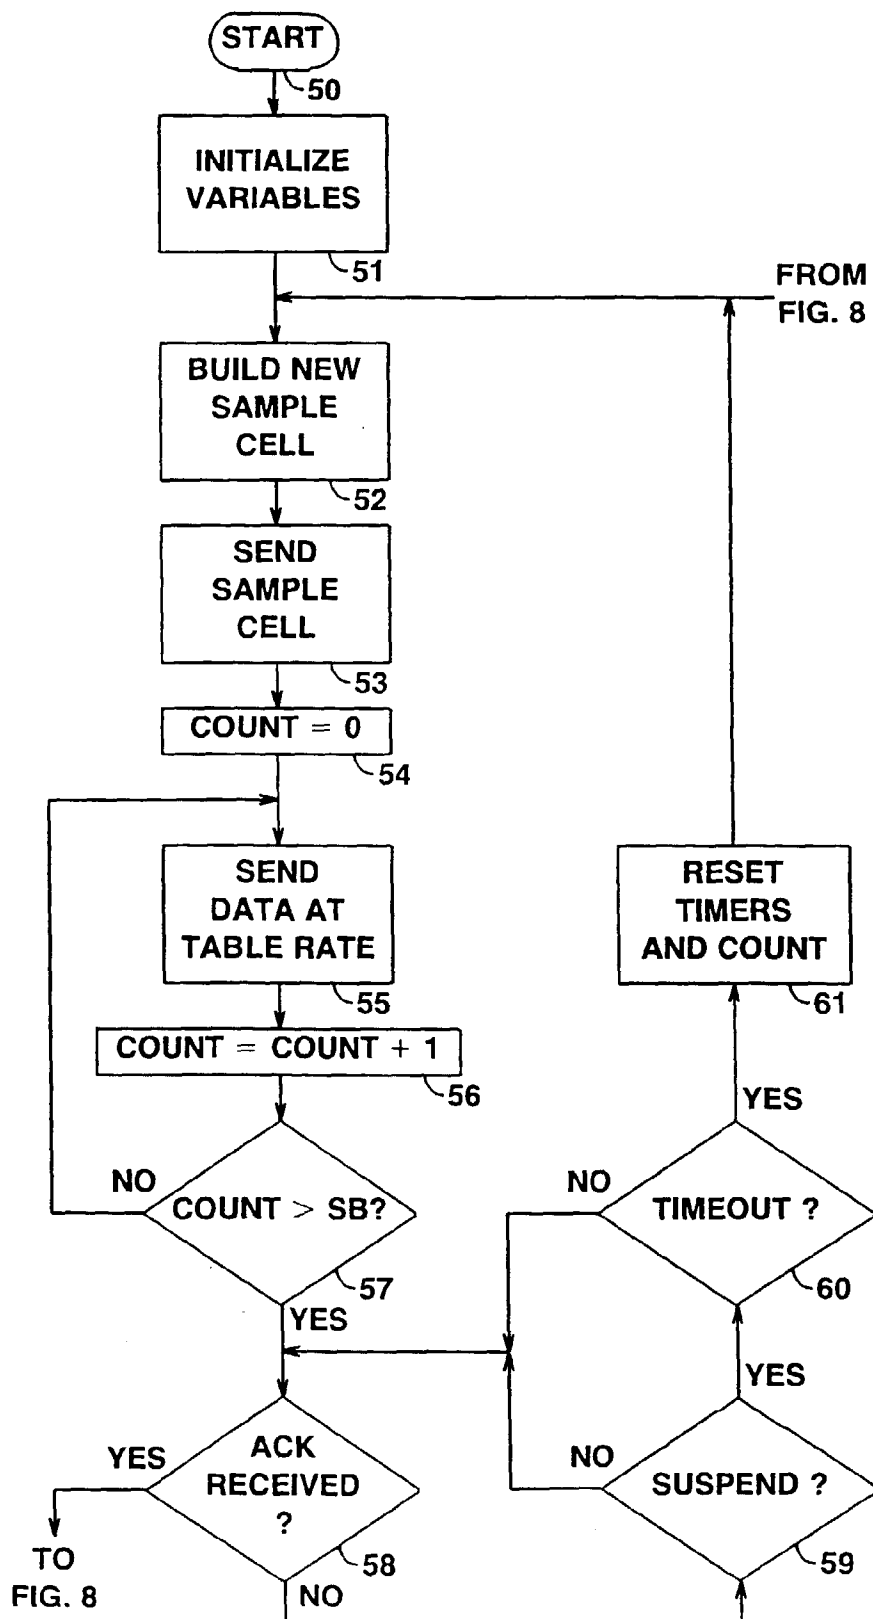 START
50
INITIALIZE
VARIABLES
51
FROM
FIG. 8
BUILD NEW
SAMPLE
CELL
52
SEND
SAMPLE
CELL
53
COUNT = 0
54
SEND
DATA AT
TABLE RATE
55
RESET
TIMERS
AND COUNT
61
COUNT = COUNT + 1
56
YES
NO
COUNT > SB?
57
YES
NO
TIMEOUT ?
60
YES
YES
ACK
RECEIVED
?
58
NO
SUSPEND ?
59
TO
FIG. 8
NO